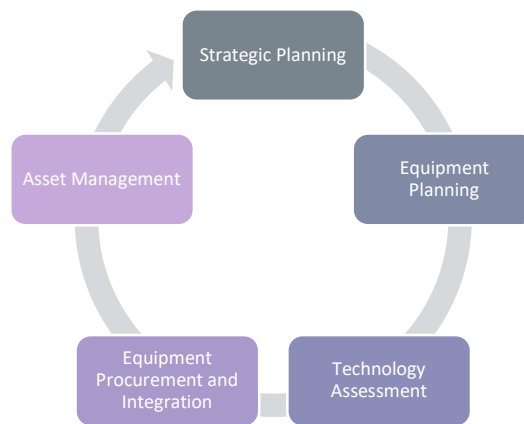 Strategic Planning
Equipment
Planning
Technology
Assessment
Equipment
Procurement and
Integration
Asset Management